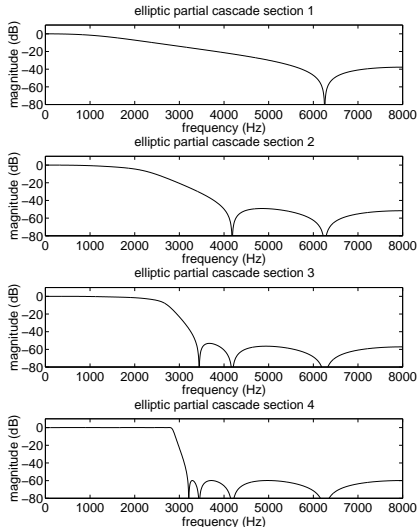 elliptic partial cascade section 1
magnitude (dB)
0
−20
−40
−60
−80
0 1000 2000 3000 4000 5000 6000 7000 8000
frequency (Hz)
elliptic partial cascade section 2
magnitude (dB)
0
−20
−40
−60
−80
0 1000 2000 3000 4000 5000 6000 7000 8000
frequency (Hz)
elliptic partial cascade section 3
magnitude (dB)
0
−20
−40
−60
−80
0 1000 2000 3000 4000 5000 6000 7000 8000
frequency (Hz)
elliptic partial cascade section 4
magnitude (dB)
0
−20
−40
−60
−80
0 1000 2000 3000 4000 5000 6000 7000 8000
frequency (Hz)